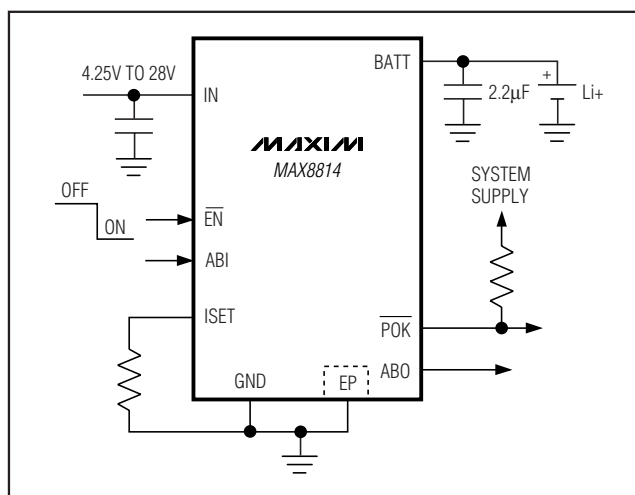 4.25V TO 28V
IN
BATT
2.2µF
+
Li+
MAXIM
MAX8814
SYSTEM
SUPPLY
OFF
ON
EN
ABI
ISET
POK
ABO
GND
EP